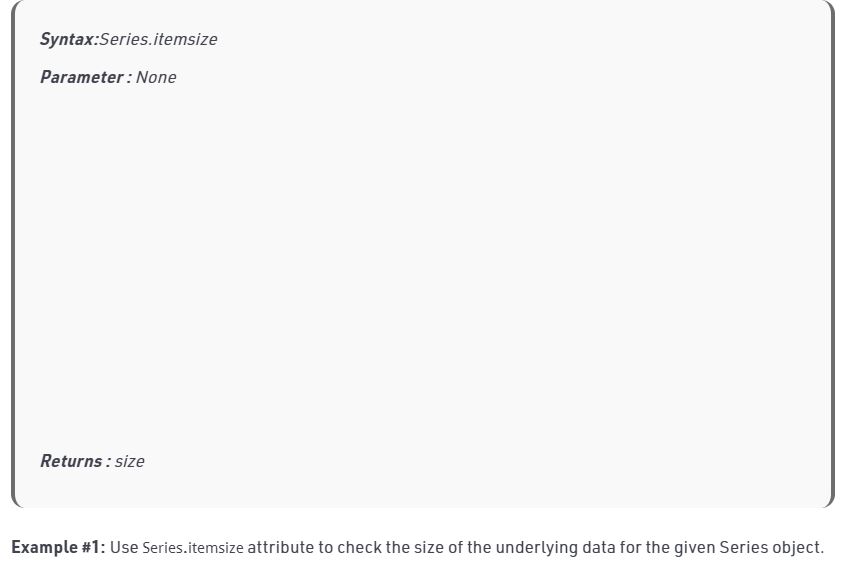 Syntax:Series.itemsize
Parameter : None
Returns : size
Example #1: Use Series.itemsize attribute to check the size of the underlying data for the given Series object.